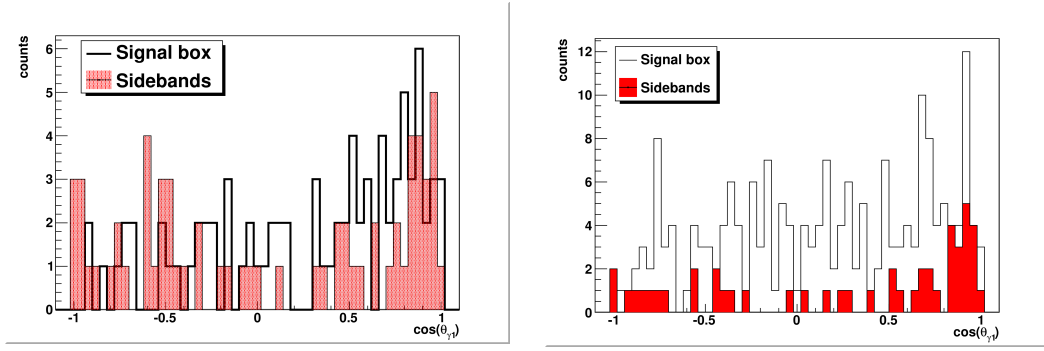 counts
6
5
4
3
2
1
0
Signal box
Sidebands
-1 -0.5 0 0.5 1
cos(θγ1)
counts
12
10
8
6
4
2
0
Signal box
Sidebands
-1 -0.5 0 0.5 1
cos(θγ1)